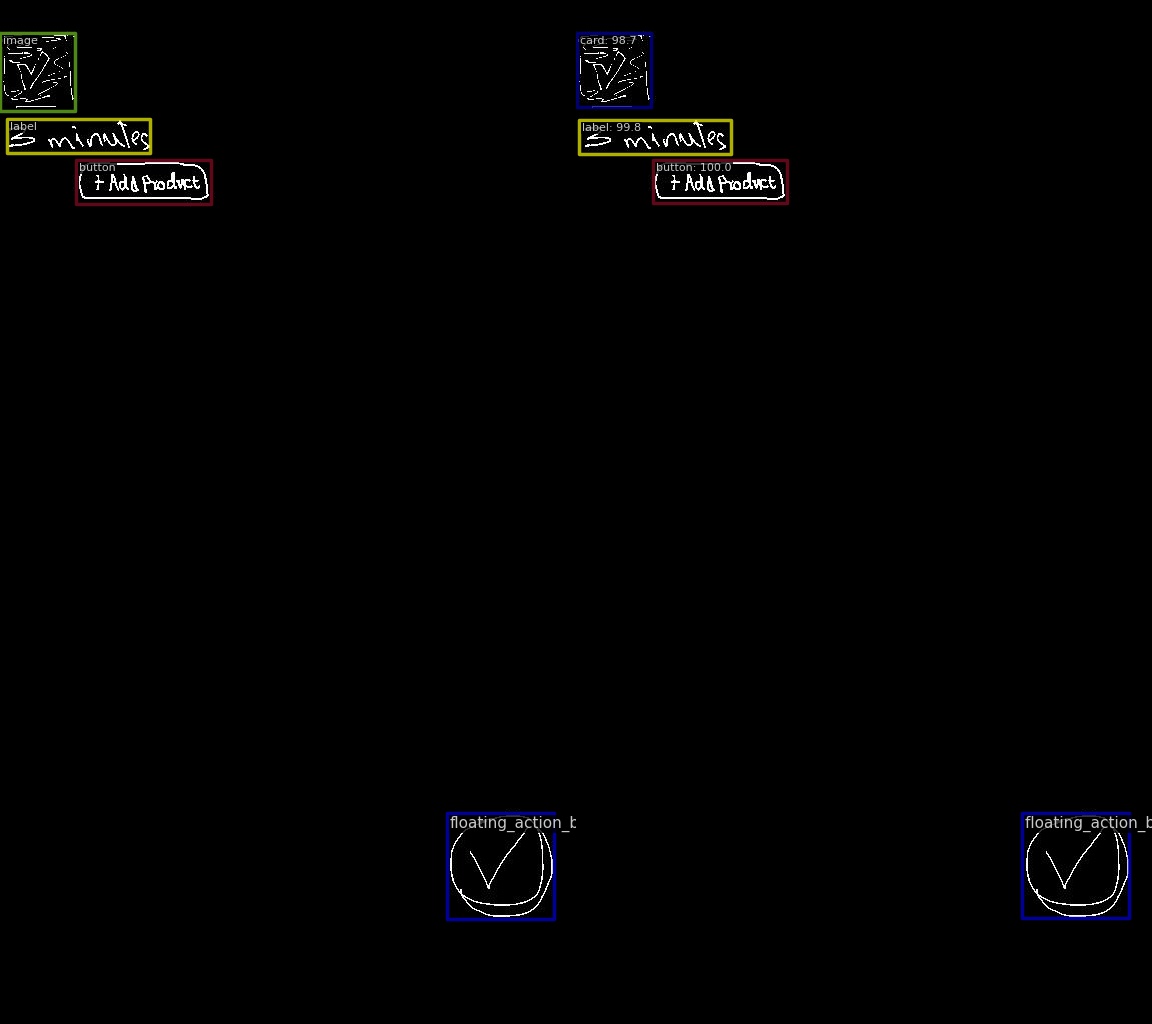 image
card: 98.7
label
label: 99.8
5 minutes
5 minutes
button
button: 100.0
+ Add Product
+ Add Product
floating_action_b
floating_action_b